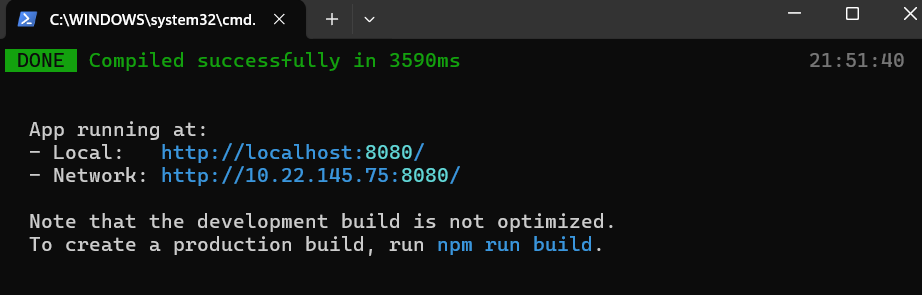 C:\WINDOWS\system32\cmd.
DONE Compiled successfully in 3590ms 21:51:40
App running at:
- Local: http://localhost:8080/
- Network: http://10.22.145.75:8080/
Note that the development build is not optimized.
To create a production build, run npm run build.